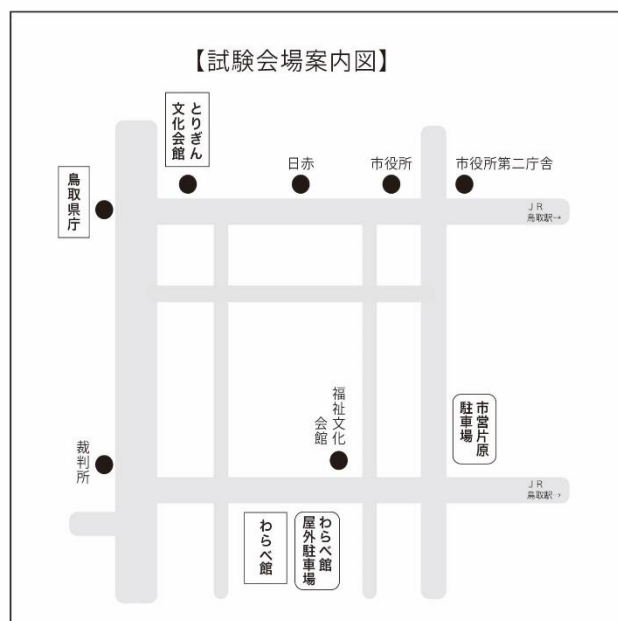 【試験会場案内図】
とりぎん
文化会館
日赤
市役所
市役所第二庁舎
鳥取県庁
JR
鳥取駅→
福祉文化
会館
市営片原
駐車場
裁判所
JR
鳥取駅→
わらべ館
わらべ館
屋外駐車場